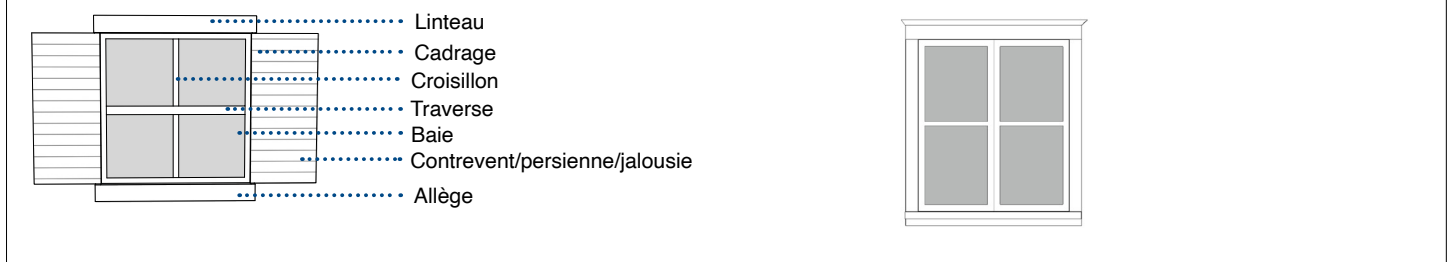 Linteau
Cadrage
Croisillon
Traverse
Baie
Contrevent/persienne/jalousie
Allège